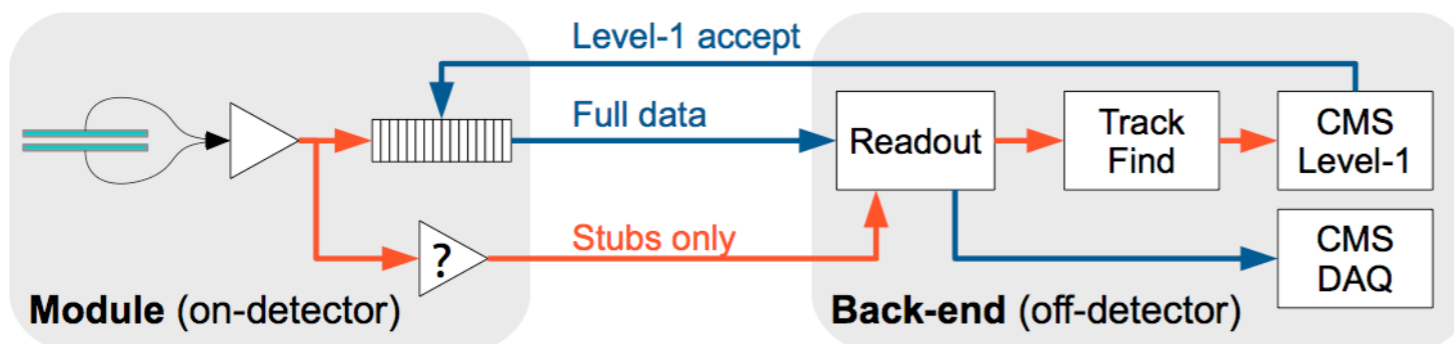 Level-1 accept
Full data
Readout
Track
Find
CMS
Level-1
?
Stubs only
CMS
DAQ
Module (on-detector)
Back-end (off-detector)